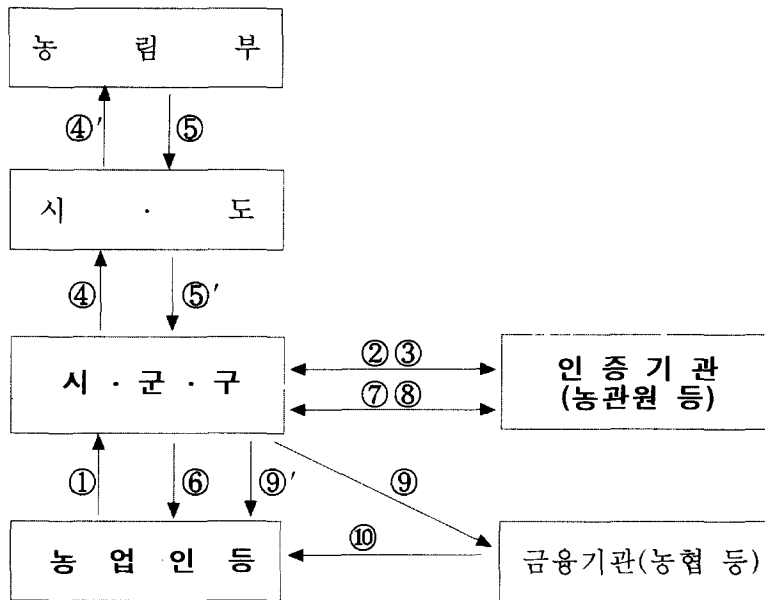 농 림 부
④′ ⑤
시 · 도
④ ⑤′
시 · 군 · 구
②③
⑦⑧
인 증 기 관
(농관원 등)
① ⑥ ⑨′ ⑨
농 업 인 등
⑩
금융기관(농협 등)